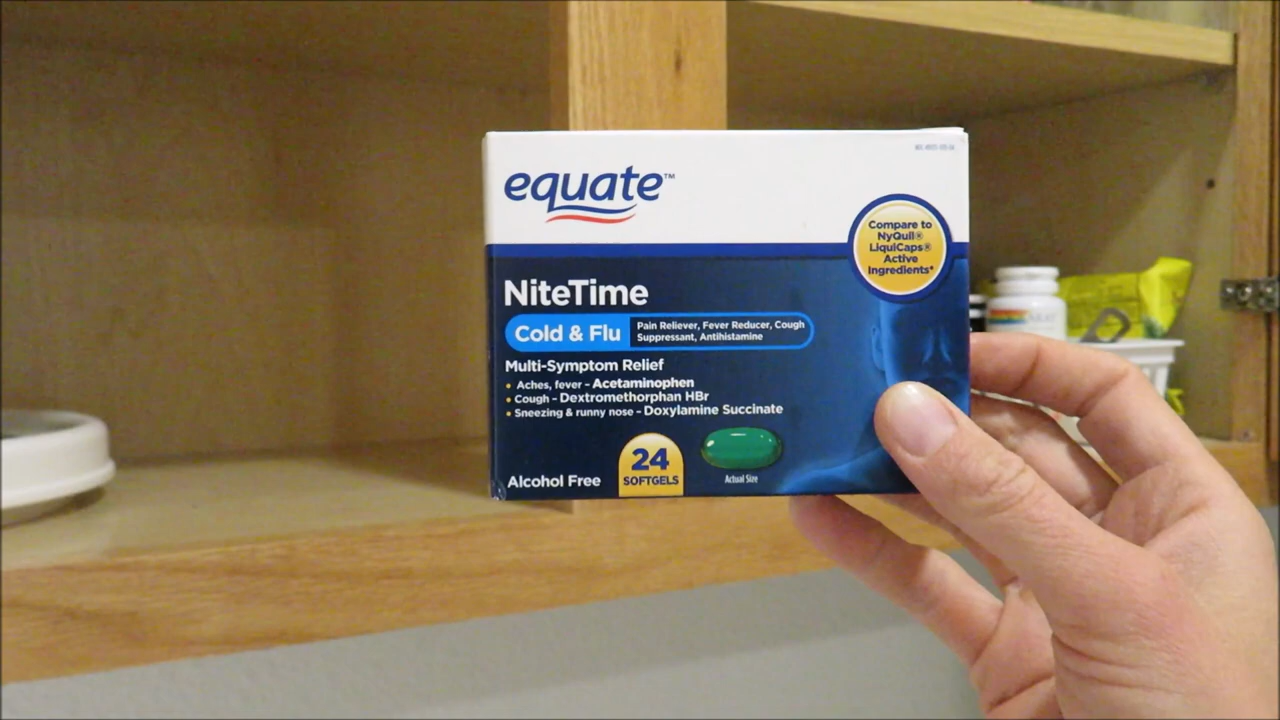 equate™
Compare to
NyQuil®
LiquiCaps®
Active
Ingredients*
NiteTime
Cold & Flu
Pain Reliever, Fever Reducer, Cough
Suppressant, Antihistamine
Multi-Symptom Relief
• Aches, fever – Acetaminophen
• Cough – Dextromethorphan HBr
• Sneezing & runny nose – Doxylamine Succinate
Alcohol Free
24
SOFTGELS
Actual Size